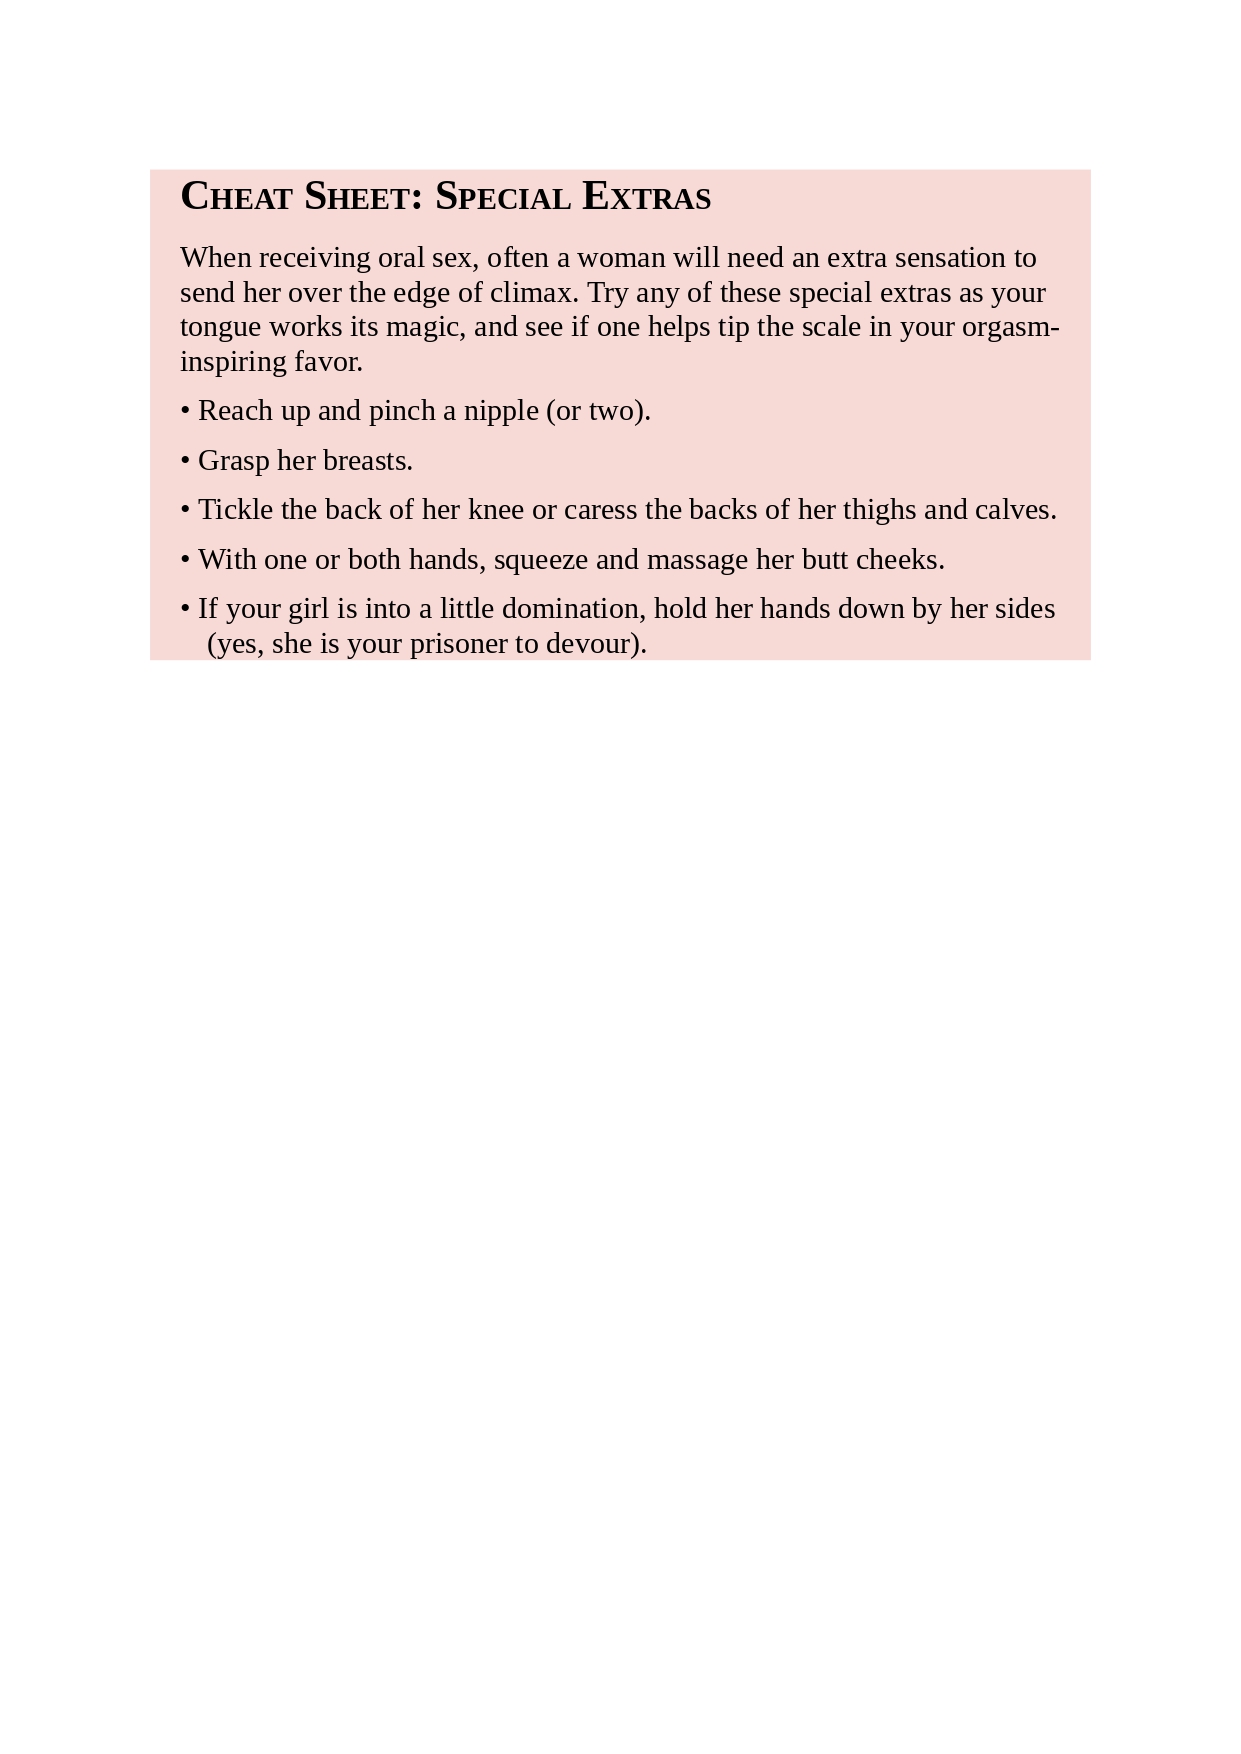 CHEAT SHEET: SPECIAL EXTRAS
When receiving oral sex, often a woman will need an extra sensation to
send her over the edge of climax. Try any of these special extras as your
tongue works its magic, and see if one helps tip the scale in your orgasm-
inspiring favor.
• Reach up and pinch a nipple (or two).
• Grasp her breasts.
• Tickle the back of her knee or caress the backs of her thighs and calves.
• With one or both hands, squeeze and massage her butt cheeks.
• If your girl is into a little domination, hold her hands down by her sides
(yes, she is your prisoner to devour).